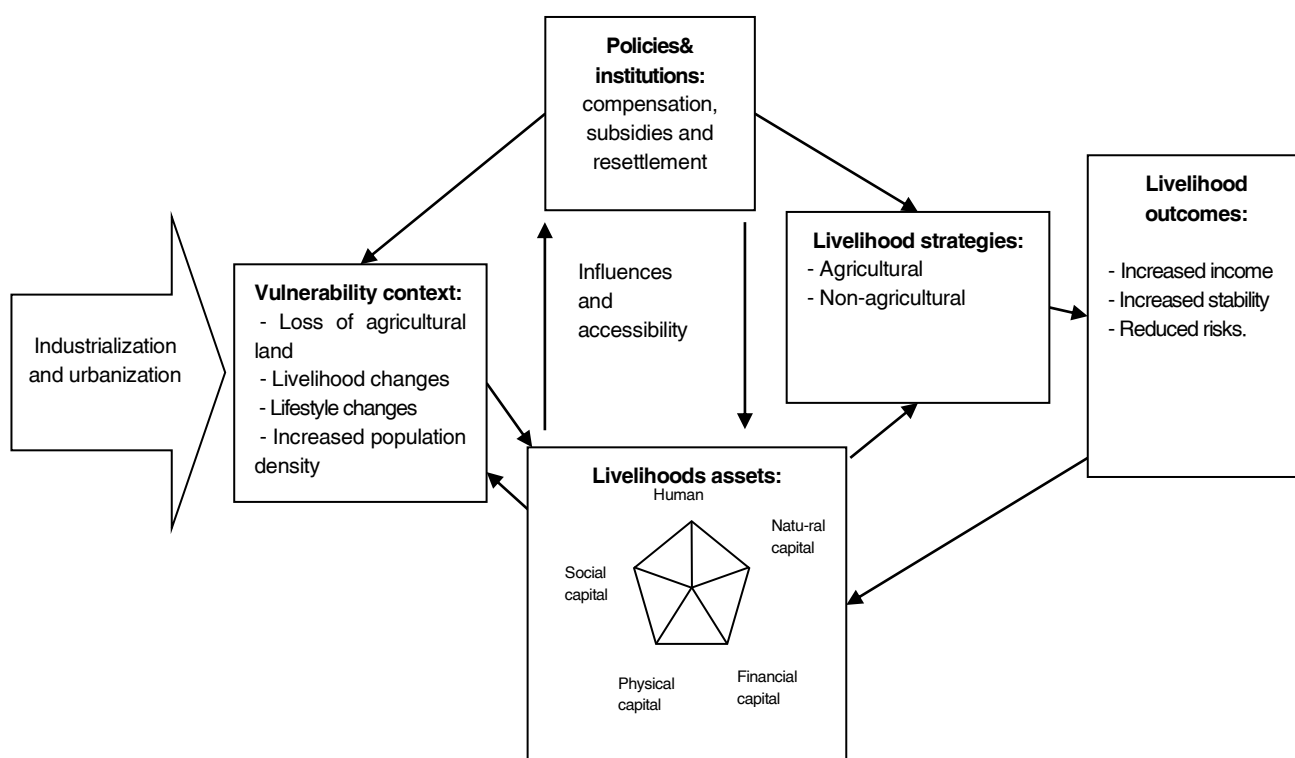 Policies&
institutions:
compensation,
subsidies and
resettlement
Industrialization
and urbanization
Vulnerability context:
- Loss of agricultural
land
- Livelihood changes
- Lifestyle changes
- Increased population
density
Influences
and
accessibility
Livelihood strategies:
- Agricultural
- Non-agricultural
Livelihood
outcomes:
- Increased income
- Increased stability
- Reduced risks.
Livelihoods assets:
Human
Natu-ral
capital
Social
capital
Physical
capital
Financial
capital